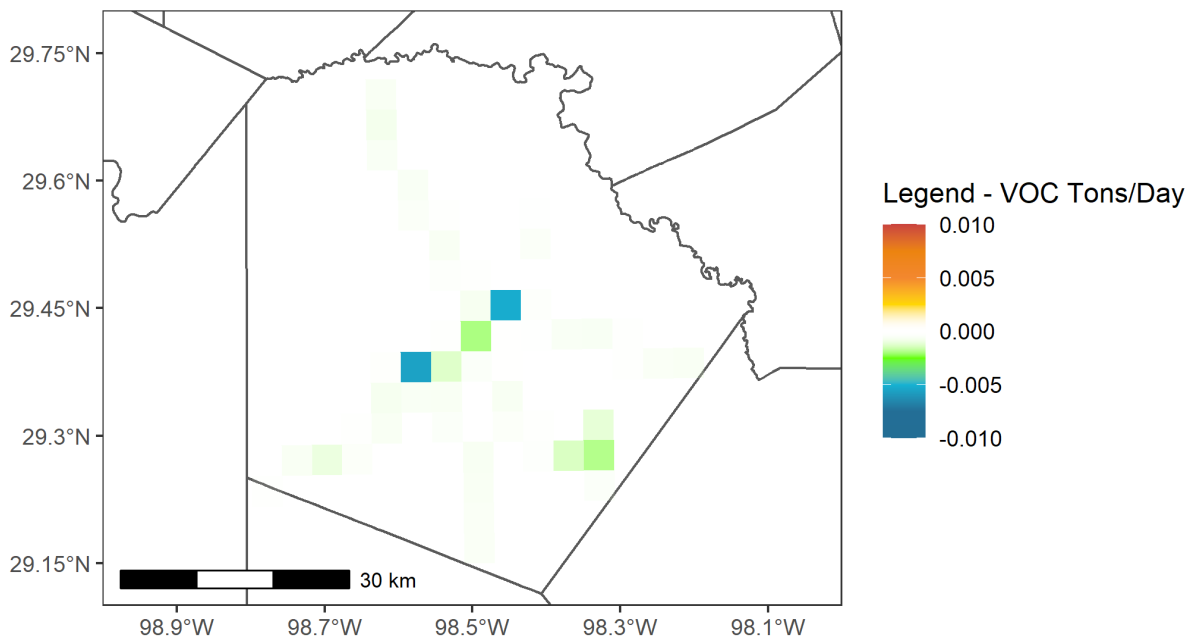 29.75°N
29.6°N
29.45°N
29.3°N
29.15°N
30 km
98.9°W
98.7°W
98.5°W
98.3°W
98.1°W
Legend - VOC Tons/Day
0.010
0.005
0.000
-0.005
-0.010